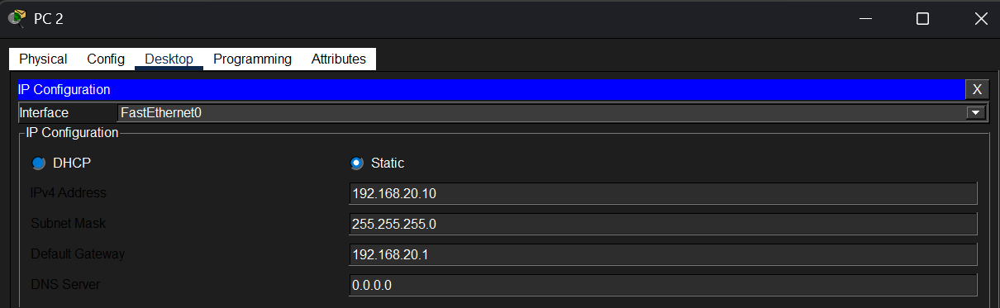 PC 2
Physical Config Desktop Programming Attributes
IP Configuration X
Interface FastEthernet0
IP Configuration
DHCP Static
IPv4 Address 192.168.20.10
Subnet Mask 255.255.255.0
Default Gateway 192.168.20.1
DNS Server 0.0.0.0